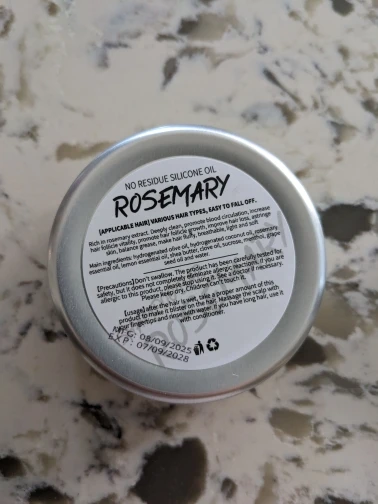 NO RESIDUE SILICONE OIL
ROSEMARY
[APPLICABLE HAIR] VARIOUS HAIR TYPES, EASY TO FALL OFF.
Rich in rosemary extract. Deeply clean, promote blood circulation, increase
hair follicle vitality, promote hair follicle growth, improve hair loss, astringe
skin, balance grease, make hair fluffy, breathable, light and soft.
Main ingredients: hydrogenated olive oil, hydrogenated coconut oil, rosemary
essential oil, lemon essential oil, shea butter, clove oil, sucrose, menthol, grape
seed oil and water.
[Precautions] Don't swallow. The product has been carefully tested for
safety, but it does not completely eliminate allergic reactions. If you are
allergic to this product, please stop using it. See a doctor if necessary.
Please keep dry. Children can't touch it.
[usage] after the hair is wet, take a proper amount of this
product to make it blister on the hair. Massage the scalp with
your fingertips and rinse with water. If you have long hair, use it
with conditioner.
08/09/2025
EXP: 07/09/2028